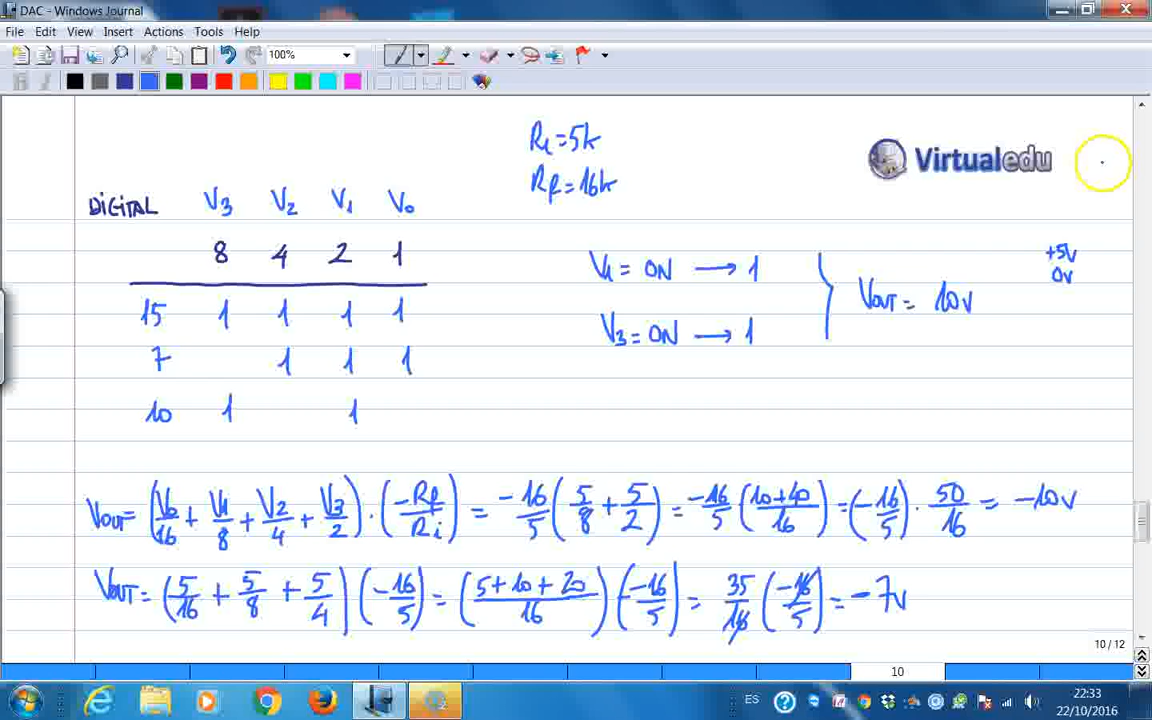 DAC - Windows Journal
File Edit View Insert Actions Tools Help
100%
Ri = 5k
Rf = 16k
Virtualedu
DIGITAL V3 V2 V1 V0
8 4 2 1
15 1 1 1 1
7 1 1 1
10 1 1
V1 = ON → 1
V3 = ON → 1
VOUT = 10V
+5V
0V
VOUT = (V0/16 + V1/8 + V2/4 + V3/2) · (-Rf/Ri) = -16/5 (5/8 + 5/2) = -16/5 (10+40/16) = (-16/5) · 50/16 = -10V
VOUT = (5/16 + 5/8 + 5/4) (-16/5) = (5+10+20/16) (-16/5) = 35/16 (-16/5) = -7V
10 / 12
10
ES
22:33
22/10/2016